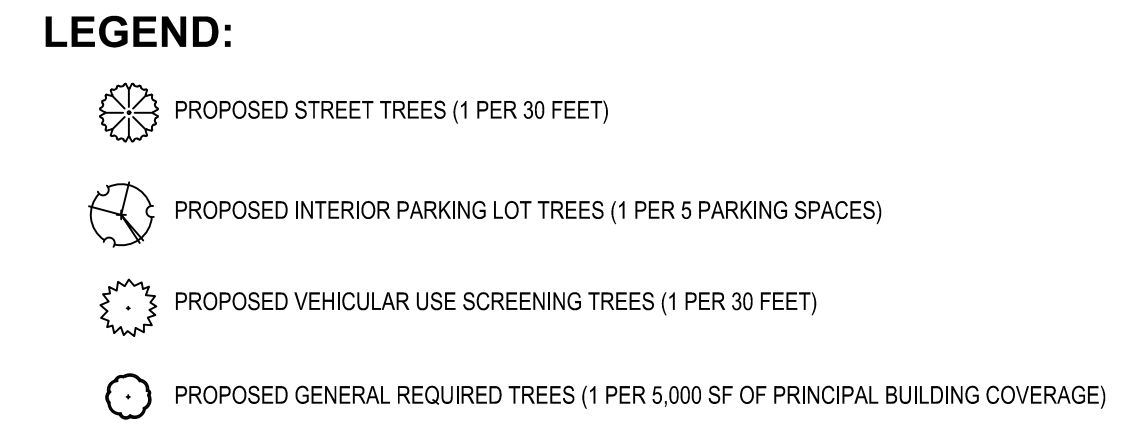 LEGEND:
PROPOSED STREET TREES (1 PER 30 FEET)
PROPOSED INTERIOR PARKING LOT TREES (1 PER 5 PARKING SPACES)
PROPOSED VEHICULAR USE SCREENING TREES (1 PER 30 FEET)
PROPOSED GENERAL REQUIRED TREES (1 PER 5,000 SF OF PRINCIPAL BUILDING COVERAGE)